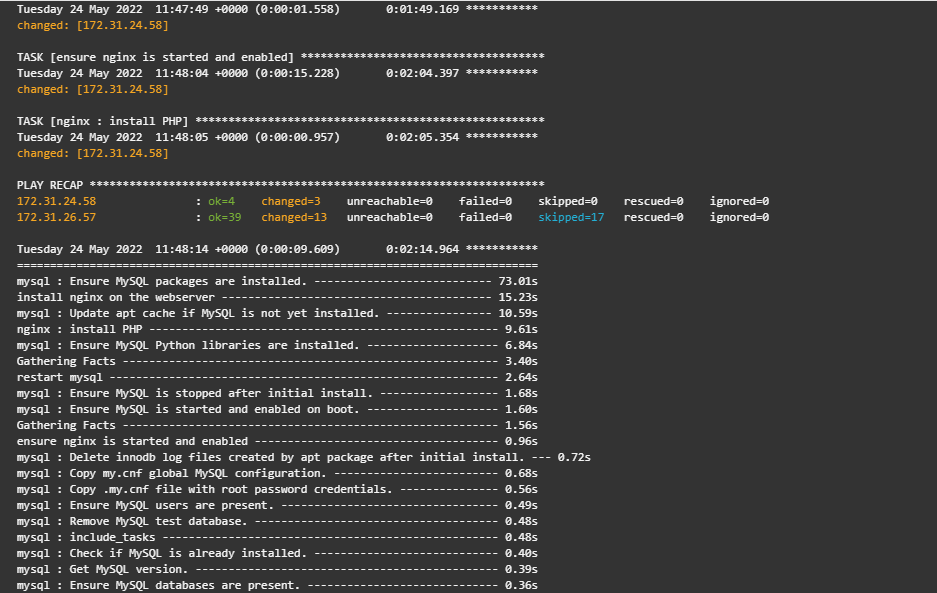 Tuesday 24 May 2022  11:47:49 +0000 (0:00:01.558)       0:01:49.169 ***********
changed: [172.31.24.58]
TASK [ensure nginx is started and enabled] *************************************
Tuesday 24 May 2022  11:48:04 +0000 (0:00:15.228)       0:02:04.397 ***********
changed: [172.31.24.58]
TASK [nginx : install PHP] *****************************************************
Tuesday 24 May 2022  11:48:05 +0000 (0:00:00.957)       0:02:05.354 ***********
changed: [172.31.24.58]
PLAY RECAP *********************************************************************
172.31.24.58               : ok=4    changed=3    unreachable=0    failed=0    skipped=0    rescued=0    ignored=0
172.31.26.57               : ok=39   changed=13   unreachable=0    failed=0    skipped=17   rescued=0    ignored=0
Tuesday 24 May 2022  11:48:14 +0000 (0:00:09.609)       0:02:14.964 ***********
===============================================================================
mysql : Ensure MySQL packages are installed. --------------------------- 73.01s
install nginx on the webserver ----------------------------------------- 15.23s
mysql : Update apt cache if MySQL is not yet installed. ---------------- 10.59s
nginx : install PHP ----------------------------------------------------- 9.61s
mysql : Ensure MySQL Python libraries are installed. -------------------- 6.84s
Gathering Facts --------------------------------------------------------- 3.40s
restart mysql ----------------------------------------------------------- 2.64s
mysql : Ensure MySQL is stopped after initial install. ------------------ 1.68s
mysql : Ensure MySQL is started and enabled on boot. -------------------- 1.60s
Gathering Facts --------------------------------------------------------- 1.56s
ensure nginx is started and enabled ------------------------------------- 0.96s
mysql : Delete innodb log files created by apt package after initial install. --- 0.72s
mysql : Copy my.cnf global MySQL configuration. ------------------------- 0.68s
mysql : Copy .my.cnf file with root password credentials. --------------- 0.56s
mysql : Ensure MySQL users are present. --------------------------------- 0.49s
mysql : Remove MySQL test database. ------------------------------------- 0.48s
mysql : include_tasks --------------------------------------------------- 0.48s
mysql : Check if MySQL is already installed. ---------------------------- 0.40s
mysql : Get MySQL version. ---------------------------------------------- 0.39s
mysql : Ensure MySQL databases are present. ----------------------------- 0.36s